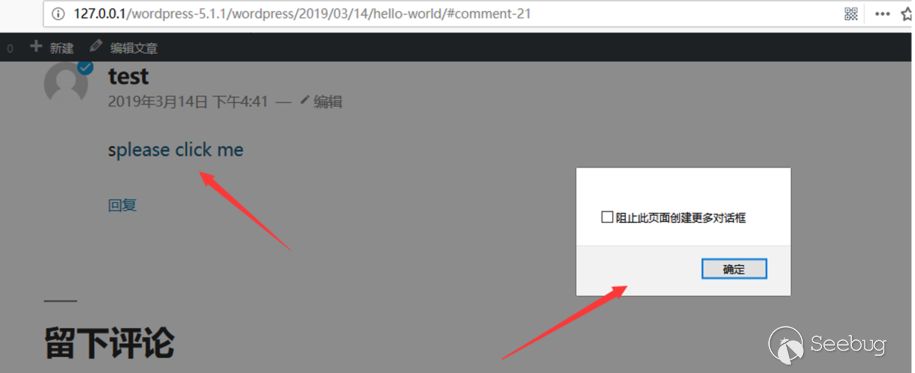 127.0.0.1/wordpress-5.1.1/wordpress/2019/03/14/hello-world/#comment-21
0 新建 编辑文章
test
2019年3月14日 下午4:41 — 编辑
splease click me
阻止此页面创建更多对话框
回复
确定
留下评论
Seebug